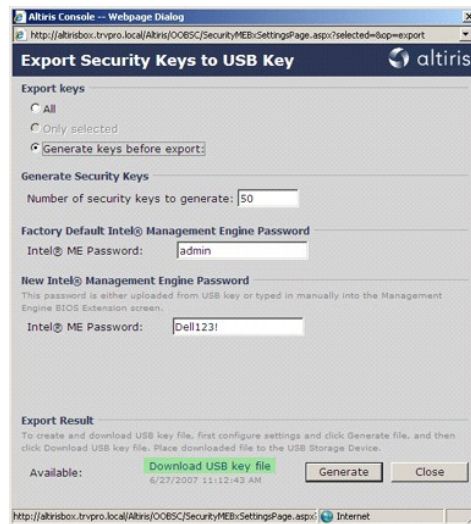 Altiris Console -- Webpage Dialog
http://altirisbox.trvpro.local/Altiris/OOBSC/SecurityMEBxSettingsPage.aspx?selected=&op=export
Export Security Keys to USB Key
altiris
Export keys
All
Only selected
Generate keys before export:
Generate Security Keys
Number of security keys to generate: 50
Factory Default Intel® Management Engine Password
Intel® ME Password: admin
New Intel® Management Engine Password
This password is either uploaded from USB key or typed in manually into the Management
Engine BIOS Extension screen.
Intel® ME Password: Dell123!
Export Result
To create and download USB key file, first configure settings and click Generate file, and then
click Download USB key file. Place downloaded file to the USB Storage Device.
Available: Download USB key file Generate Close
6/27/2007 11:12:43 AM
http://altirisbox.trvpro.local/Altiris/OOBSC/SecurityMEBxSettingsPage.aspx? Internet